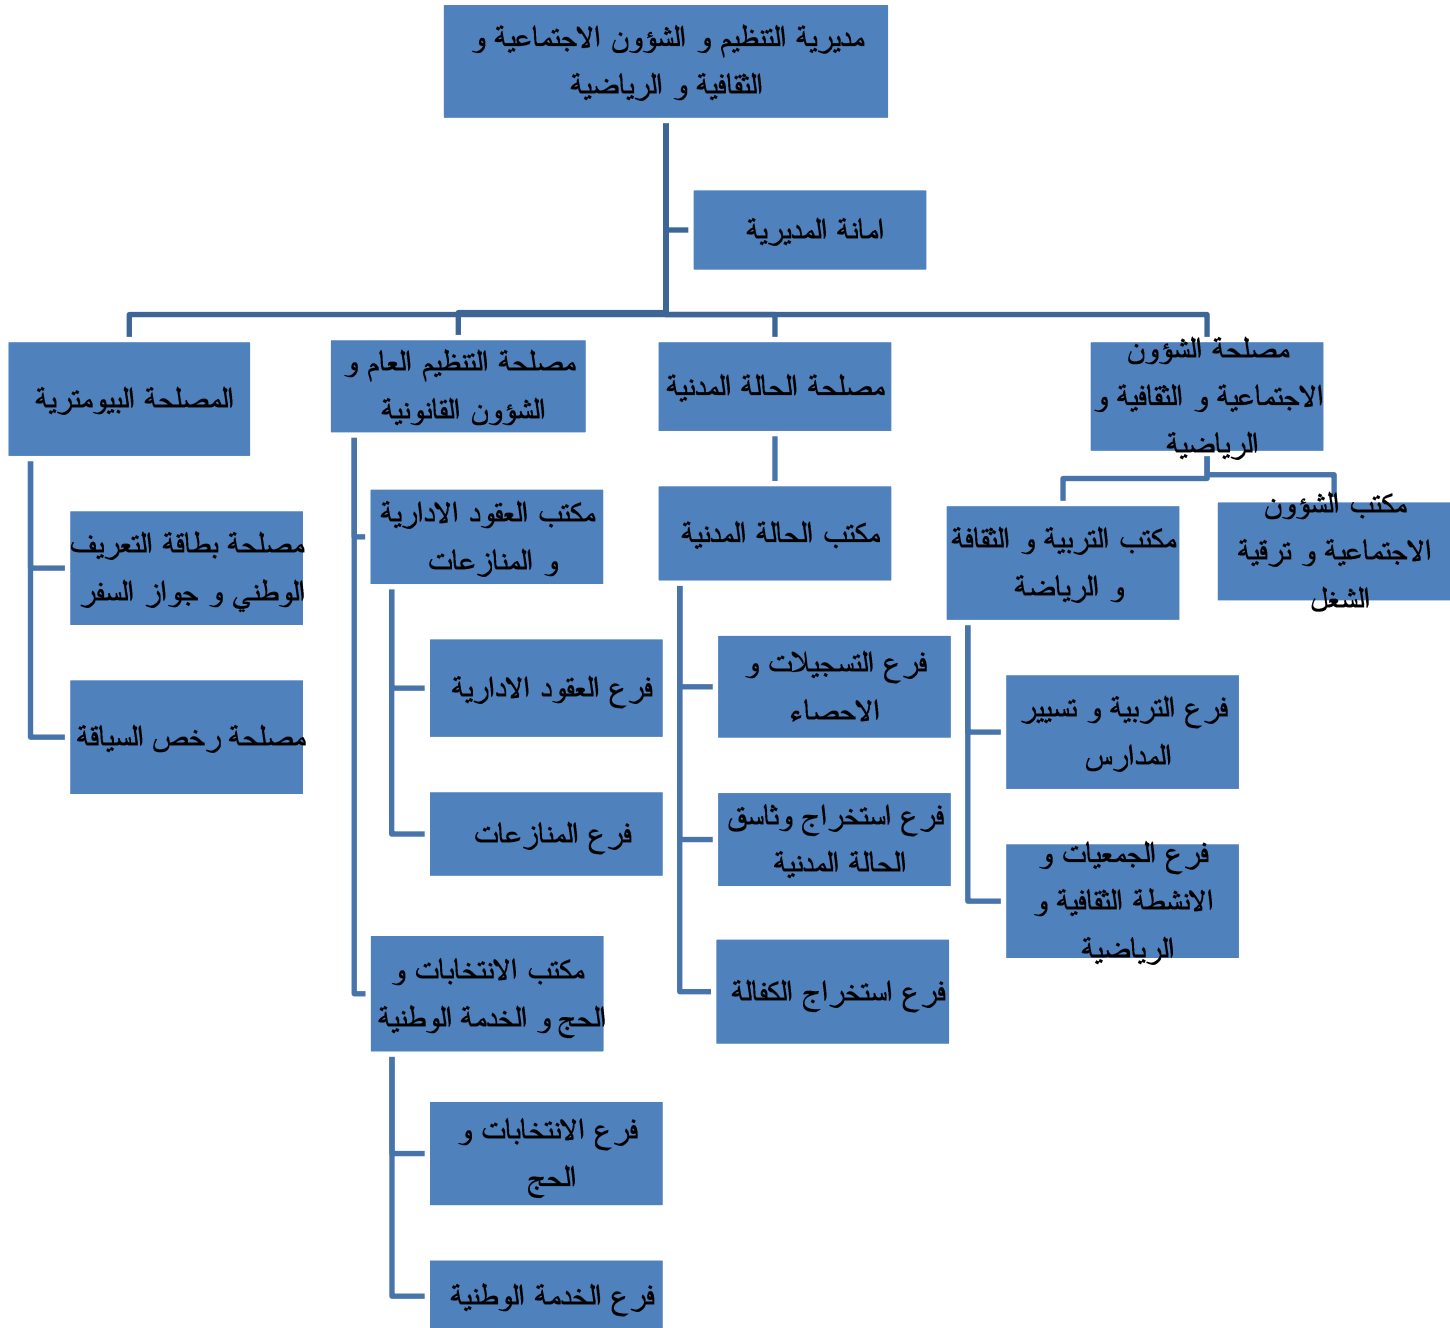 مديرية التنظيم و الشؤون الاجتماعية و
الثقافية و الرياضية
امانة المديرية
مصلحة الشؤون
الاجتماعية و الثقافية و
الرياضية
مكتب الشؤون
الاجتماعية و ترقية
الشغل
مكتب التربية و الثقافة
و الرياضة
فرع التربية و تسيير
المدارس
فرع الجمعيات و
الانشطة الثقافية و
الرياضية
مصلحة الحالة المدنية
مكتب الحالة المدنية
فرع التسجيلات و
الاحصاء
فرع استخراج وثاسق
الحالة المدنية
فرع استخراج الكفالة
مصلحة التنظيم العام و
الشؤون القانونية
مكتب العقود الادارية
و المنازعات
فرع العقود الادارية
فرع المنازعات
مكتب الانتخابات و
الحج و الخدمة الوطنية
فرع الانتخابات و
الحج
فرع الخدمة الوطنية
المصلحة البيومترية
مصلحة بطاقة التعريف
الوطني و جواز السفر
مصلحة رخص السياقة